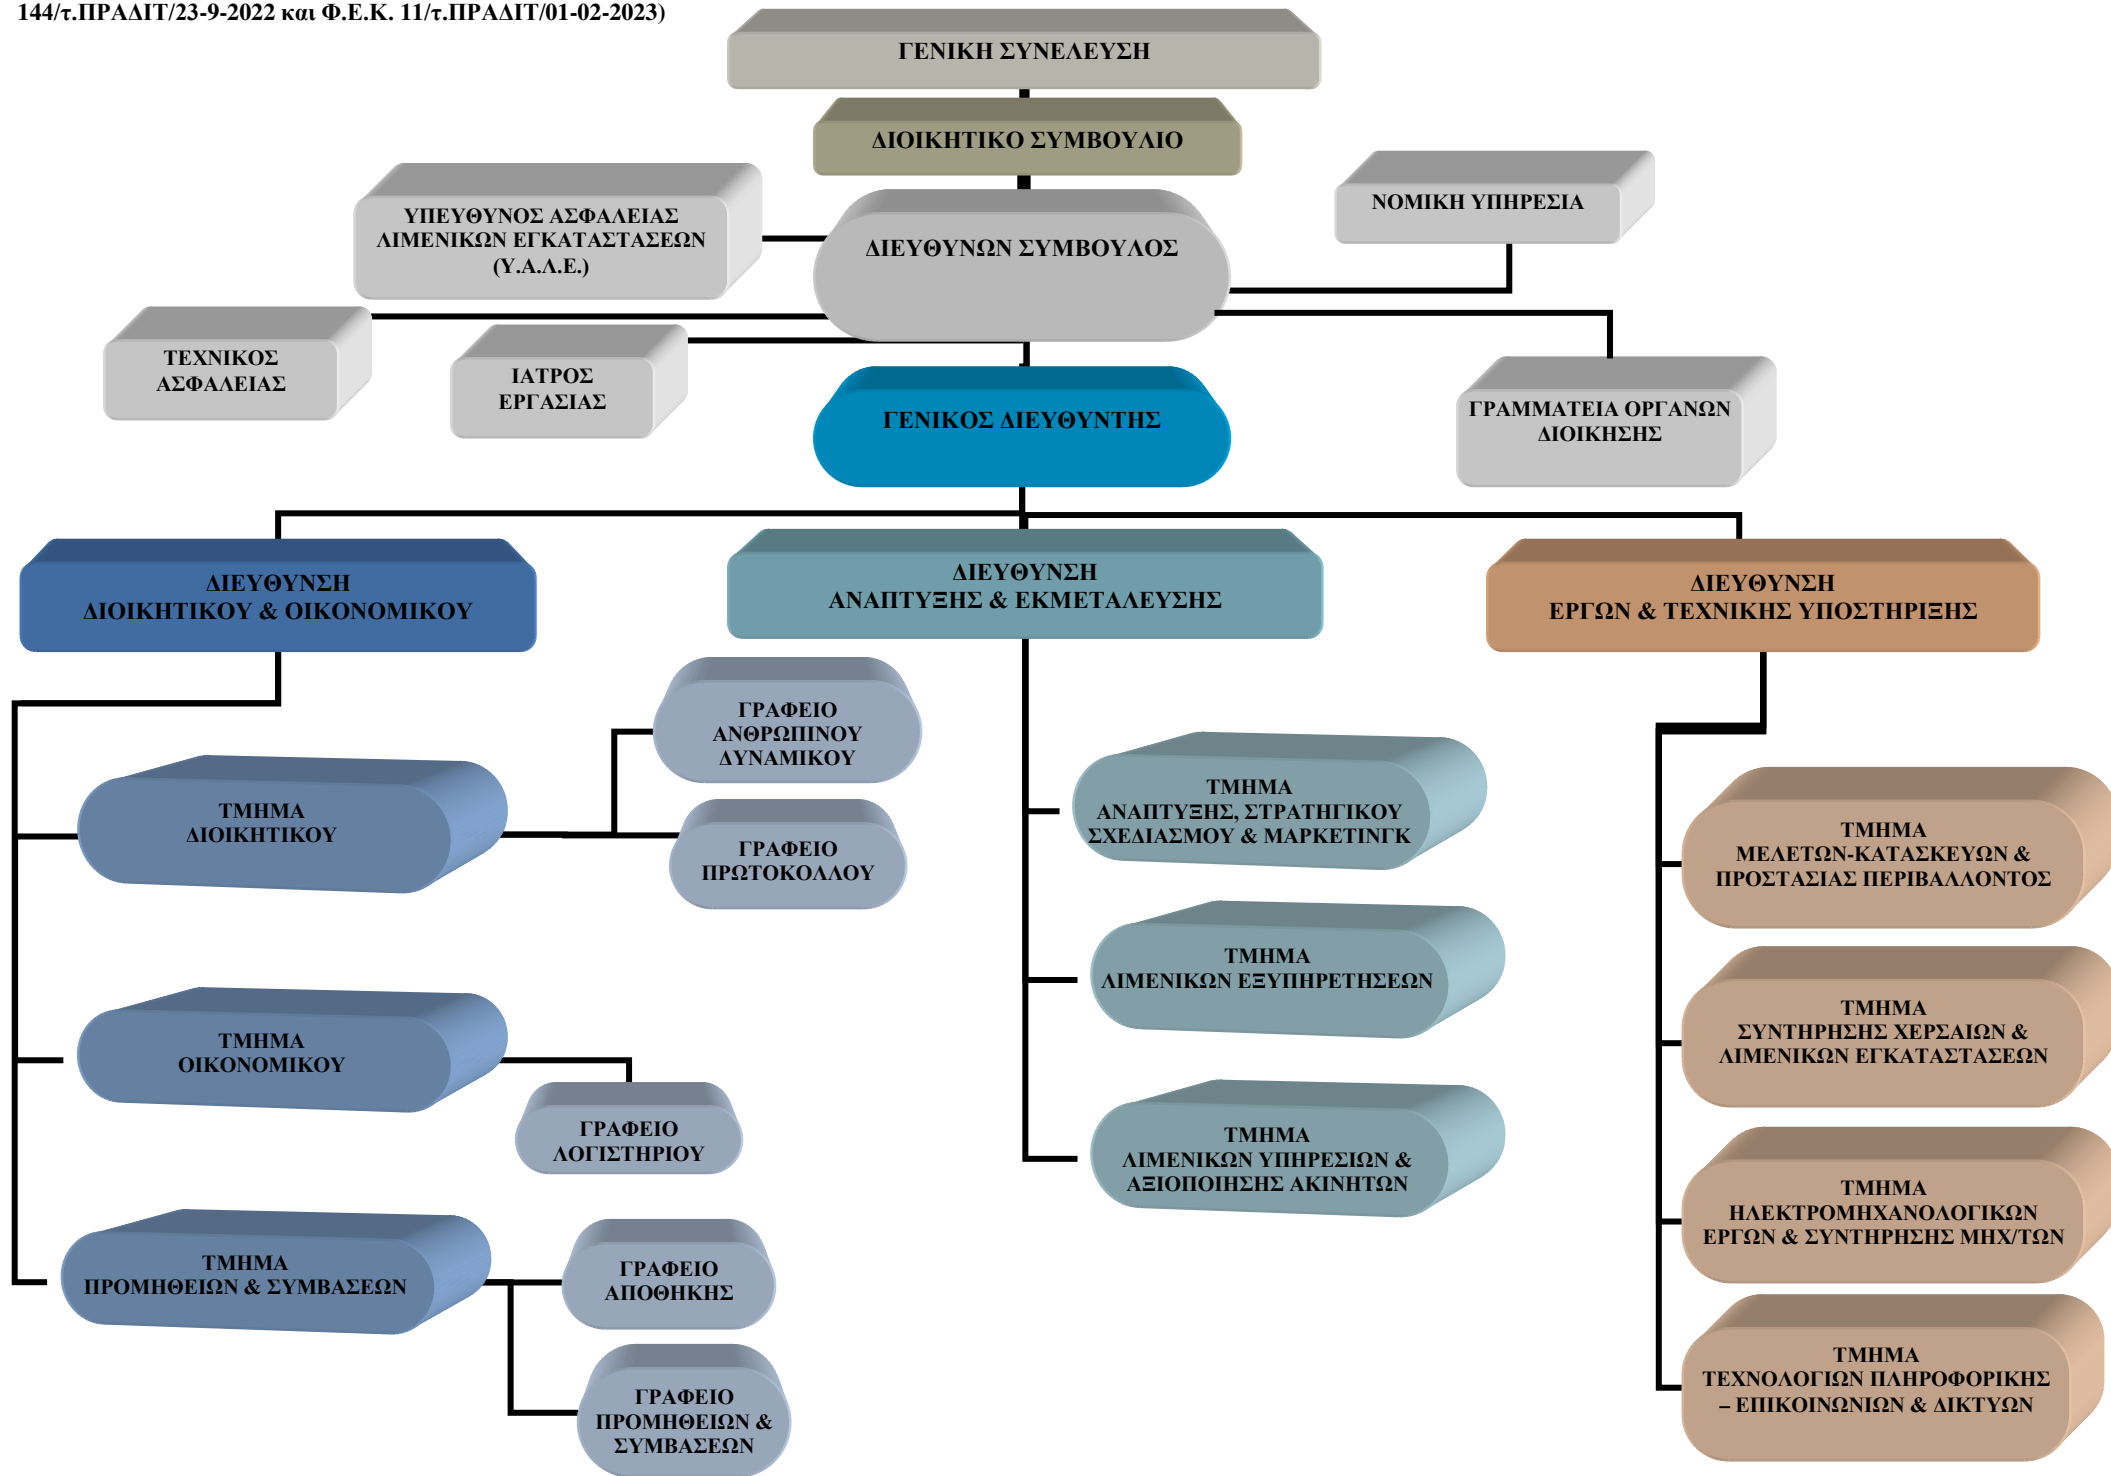 144/τ.ΠΡΑΔΙΤ/23-9-2022 και Φ.Ε.Κ. 11/τ.ΠΡΑΔΙΤ/01-02-2023)
ΓΕΝΙΚΗ ΣΥΝΕΛΕΥΣΗ
ΔΙΟΙΚΗΤΙΚΟ ΣΥΜΒΟΥΛΙΟ
ΥΠΕΥΘΥΝΟΣ ΑΣΦΑΛΕΙΑΣ
ΛΙΜΕΝΙΚΩΝ ΕΓΚΑΤΑΣΤΑΣΕΩΝ
(Υ.Α.Λ.Ε.)
ΔΙΕΥΘΥΝΩΝ ΣΥΜΒΟΥΛΟΣ
ΝΟΜΙΚΗ ΥΠΗΡΕΣΙΑ
ΤΕΧΝΙΚΟΣ
ΑΣΦΑΛΕΙΑΣ
ΙΑΤΡΟΣ
ΕΡΓΑΣΙΑΣ
ΓΕΝΙΚΟΣ ΔΙΕΥΘΥΝΤΗΣ
ΓΡΑΜΜΑΤΕΙΑ ΟΡΓΑΝΩΝ
ΔΙΟΙΚΗΣΗΣ
ΔΙΕΥΘΥΝΣΗ
ΔΙΟΙΚΗΤΙΚΟΥ & ΟΙΚΟΝΟΜΙΚΟΥ
ΔΙΕΥΘΥΝΣΗ
ΑΝΑΠΤΥΞΗΣ & ΕΚΜΕΤΑΛΕΥΣΗΣ
ΔΙΕΥΘΥΝΣΗ
ΕΡΓΩΝ & ΤΕΧΝΙΚΗΣ ΥΠΟΣΤΗΡΙΞΗΣ
ΤΜΗΜΑ
ΔΙΟΙΚΗΤΙΚΟΥ
ΓΡΑΦΕΙΟ
ΑΝΘΡΩΠΙΝΟΥ
ΔΥΝΑΜΙΚΟΥ
ΓΡΑΦΕΙΟ
ΠΡΩΤΟΚΟΛΛΟΥ
ΤΜΗΜΑ
ΟΙΚΟΝΟΜΙΚΟΥ
ΓΡΑΦΕΙΟ
ΛΟΓΙΣΤΗΡΙΟΥ
ΤΜΗΜΑ
ΠΡΟΜΗΘΕΙΩΝ & ΣΥΜΒΑΣΕΩΝ
ΓΡΑΦΕΙΟ
ΑΠΟΘΗΚΗΣ
ΓΡΑΦΕΙΟ
ΠΡΟΜΗΘΕΙΩΝ &
ΣΥΜΒΑΣΕΩΝ
ΤΜΗΜΑ
ΑΝΑΠΤΥΞΗΣ, ΣΤΡΑΤΗΓΙΚΟΥ
ΣΧΕΔΙΑΣΜΟΥ & ΜΑΡΚΕΤΙΝΓΚ
ΤΜΗΜΑ
ΛΙΜΕΝΙΚΩΝ ΕΞΥΠΗΡΕΤΗΣΕΩΝ
ΤΜΗΜΑ
ΛΙΜΕΝΙΚΩΝ ΥΠΗΡΕΣΙΩΝ &
ΑΞΙΟΠΟΙΗΣΗΣ ΑΚΙΝΗΤΩΝ
ΤΜΗΜΑ
ΜΕΛΕΤΩΝ-ΚΑΤΑΣΚΕΥΩΝ &
ΠΡΟΣΤΑΣΙΑΣ ΠΕΡΙΒΑΛΛΟΝΤΟΣ
ΤΜΗΜΑ
ΣΥΝΤΗΡΗΣΗΣ ΧΕΡΣΑΙΩΝ &
ΛΙΜΕΝΙΚΩΝ ΕΓΚΑΤΑΣΤΑΣΕΩΝ
ΤΜΗΜΑ
ΗΛΕΚΤΡΟΜΗΧΑΝΟΛΟΓΙΚΩΝ
ΕΡΓΩΝ & ΣΥΝΤΗΡΗΣΗΣ ΜΗΧ/ΤΩΝ
ΤΜΗΜΑ
ΤΕΧΝΟΛΟΓΙΩΝ ΠΛΗΡΟΦΟΡΙΚΗΣ
– ΕΠΙΚΟΙΝΩΝΙΩΝ & ΔΙΚΤΥΩΝ